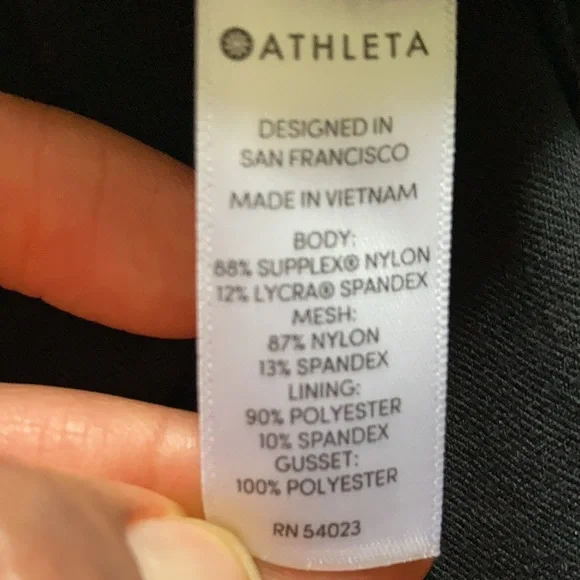 ATHLETA
DESIGNED IN
SAN FRANCISCO
MADE IN VIETNAM
BODY:
88% SUPPLEX® NYLON
12% LYCRA® SPANDEX
MESH:
87% NYLON
13% SPANDEX
LINING:
90% POLYESTER
10% SPANDEX
GUSSET:
100% POLYESTER
RN 54023